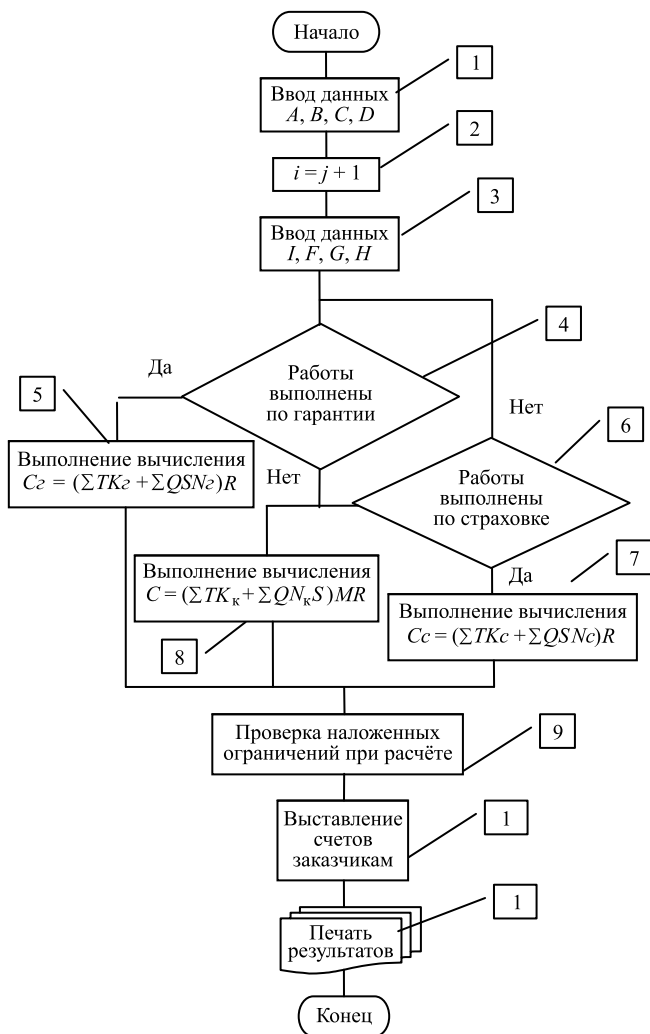 Начало
1
Ввод данных
A, B, C, D
2
i = j + 1
3
Ввод данных
I, F, G, H
4
Да
Работы
выполнены
по гарантии
5
Нет
6
Выполнение вычисления
Cг = (∑TKг + ∑QSNг)R
Нет
Работы
выполнены
по страховке
7
Выполнение вычисления
C = (∑TKк + ∑QNкS)MR
Да
Выполнение вычисления
Cс = (∑TKс + ∑QSNс)R
8
Проверка наложенных
ограничений при расчёте
9
Выставление
счетов
заказчикам
1
Печать
результатов
1
Конец